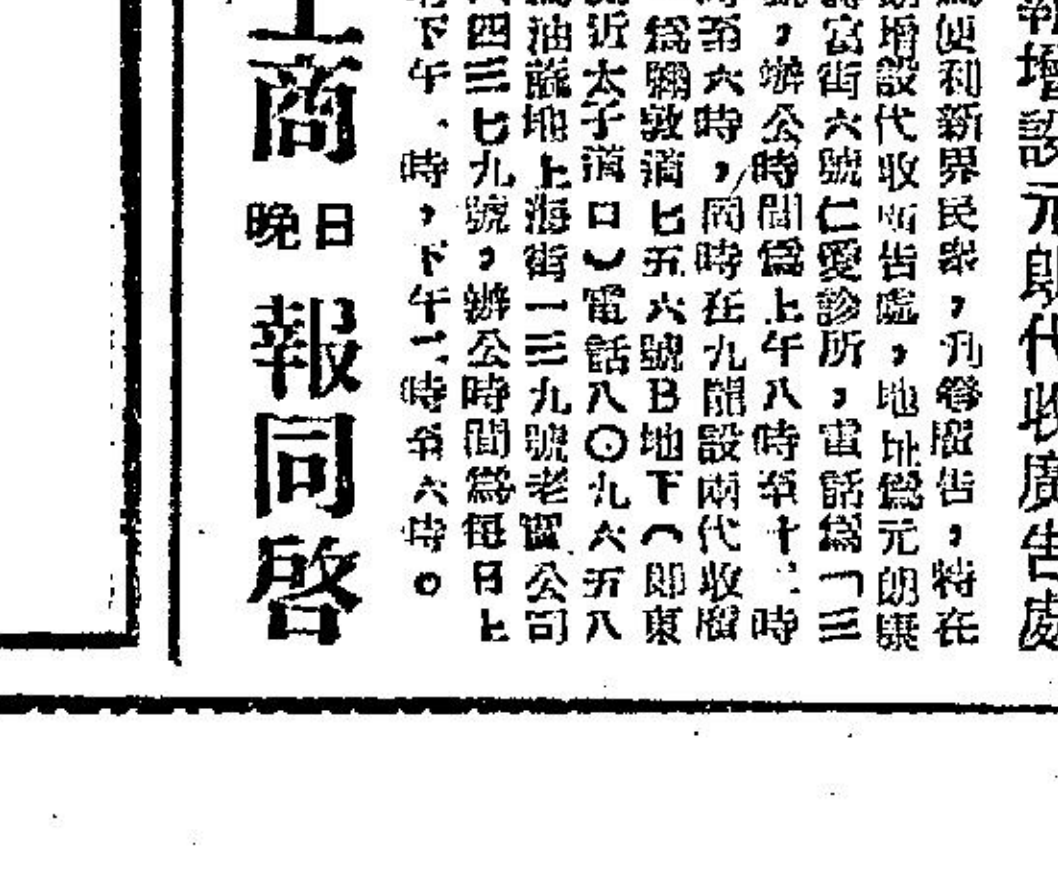 報增設元朗代收廣告處
爲便利新界民衆，刊登廣告，特在
朗增設代收廣告處，地址爲元朗康
富街六號仁愛診所，電話爲「三
號，辦公時間爲上午八時至十二時
時至六時，同時在九龍設兩代收廣
爲彌敦道七五六號B地下（即東
近太子道口）電話八〇九六五八
爲油蔴地上海街一三九號老實公司
四三七九號，辦公時間爲每日上
下午一時，下午二時至六時。
工商日晚報同啓